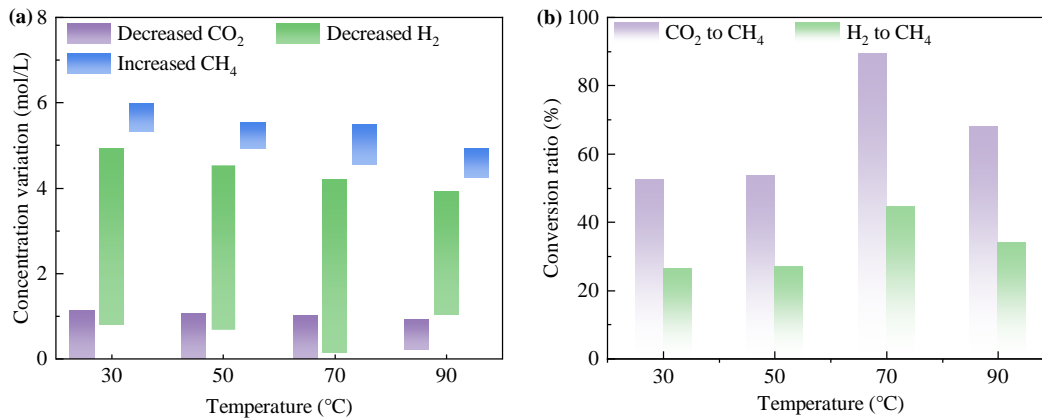 (a)
Decreased CO₂
Decreased H₂
Increased CH₄
Concentration variation (mol/L)
8
6
4
2
0
30 50 70 90
Temperature (°C)
(b)
CO₂ to CH₄
H₂ to CH₄
Conversion ratio (%)
100
80
60
40
20
0
30 50 70 90
Temperature (°C)